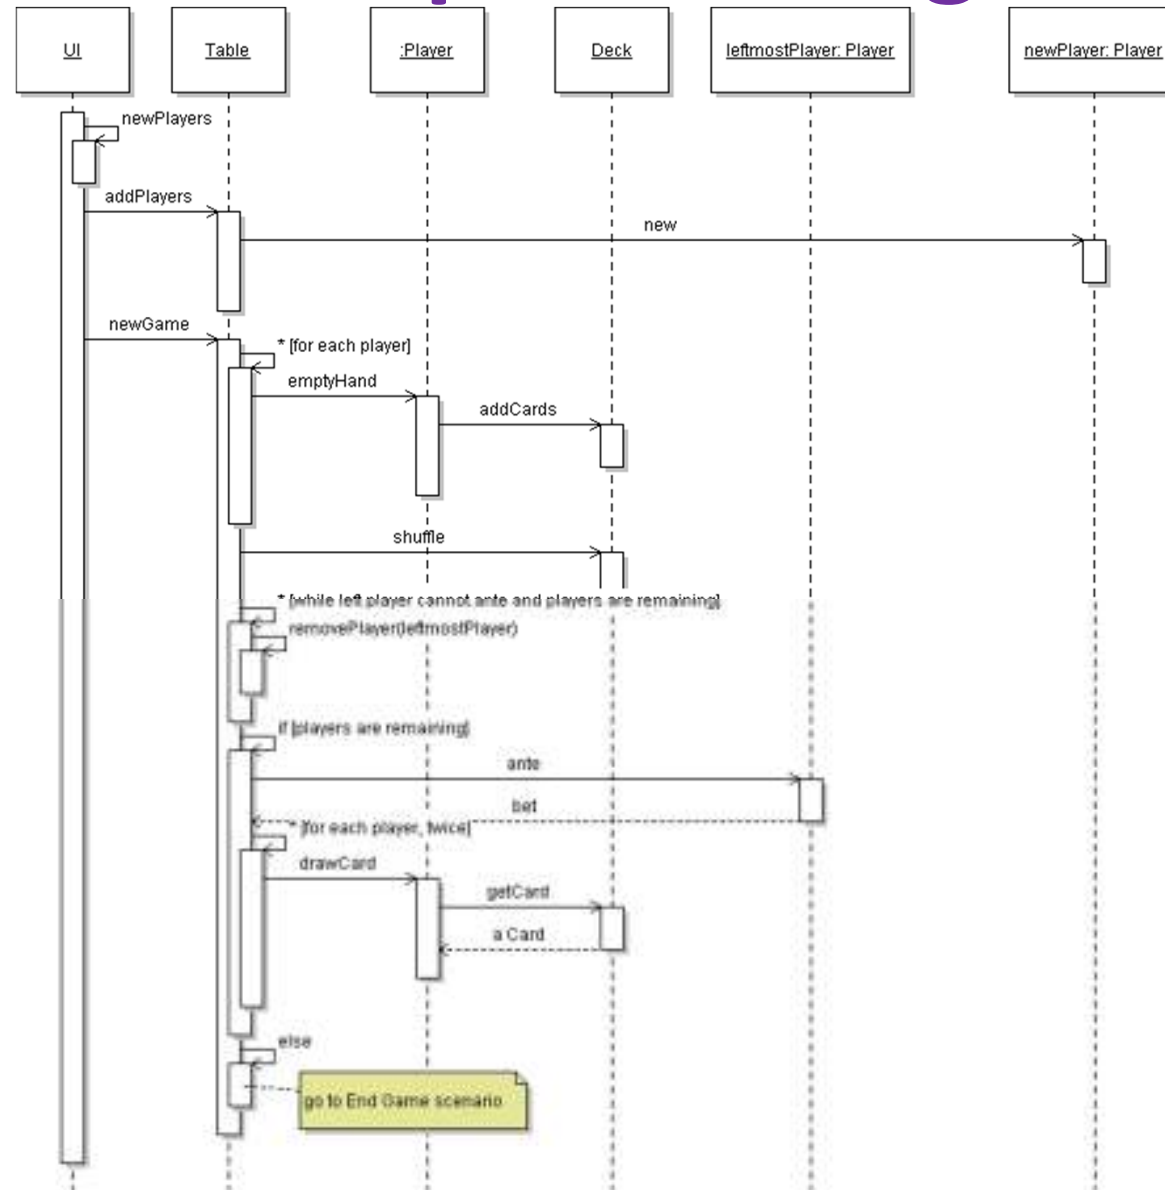 UI
Table
:Player
Deck
leftmostPlayer: Player
newPlayer: Player
newPlayers
addPlayers
new
newGame
* [for each player]
emptyHand
addCards
shuffle
* [while left player cannot ante and players are remaining]
removePlayer(leftmostPlayer)
if [players are remaining]
ante
bet
* [for each player, twice]
drawCard
getCard
a Card
else
go to End Game scenario